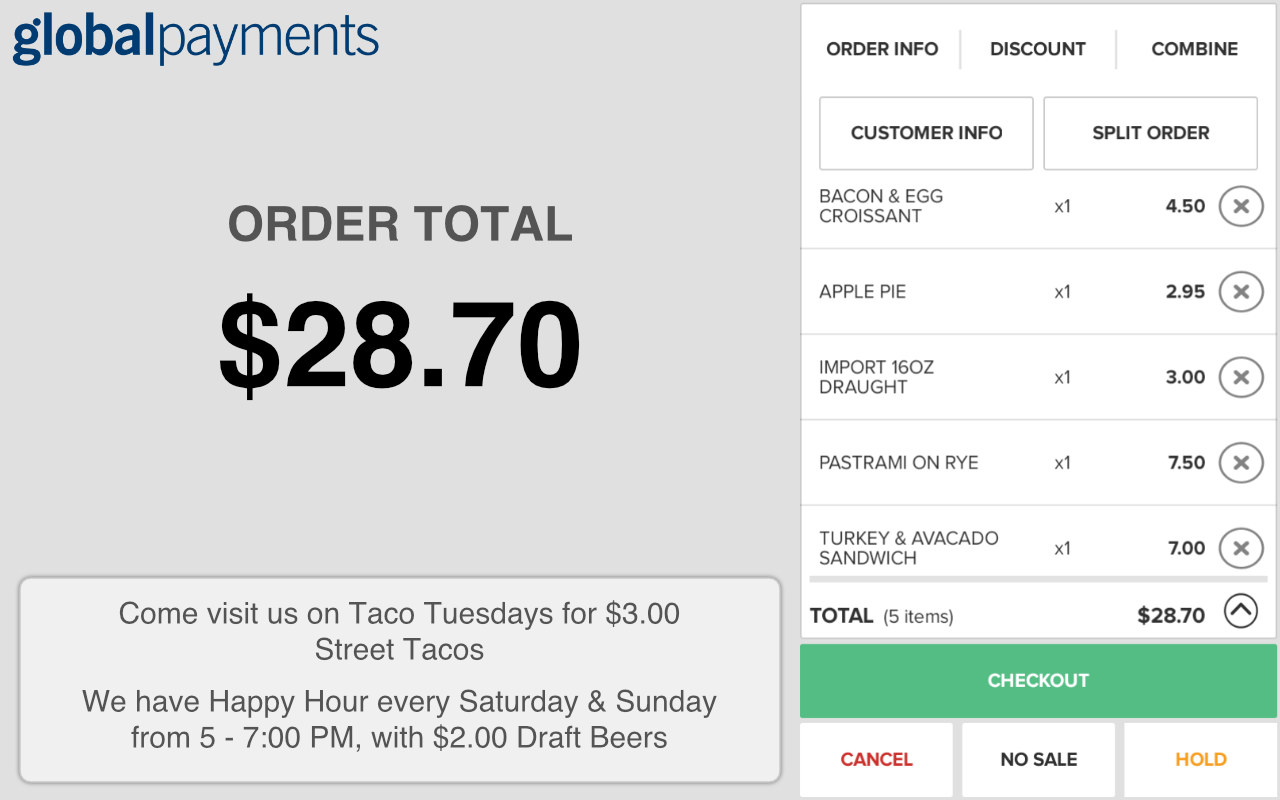 globalpayments
ORDER TOTAL
$28.70
Come visit us on Taco Tuesdays for $3.00
Street Tacos
We have Happy Hour every Saturday & Sunday
from 5 - 7:00 PM, with $2.00 Draft Beers
ORDER INFO DISCOUNT COMBINE
CUSTOMER INFO SPLIT ORDER
BACON & EGG
CROISSANT x1 4.50
APPLE PIE x1 2.95
IMPORT 16OZ
DRAUGHT x1 3.00
PASTRAMI ON RYE x1 7.50
TURKEY & AVACADO
SANDWICH x1 7.00
TOTAL (5 items) $28.70
CHECKOUT
CANCEL NO SALE HOLD